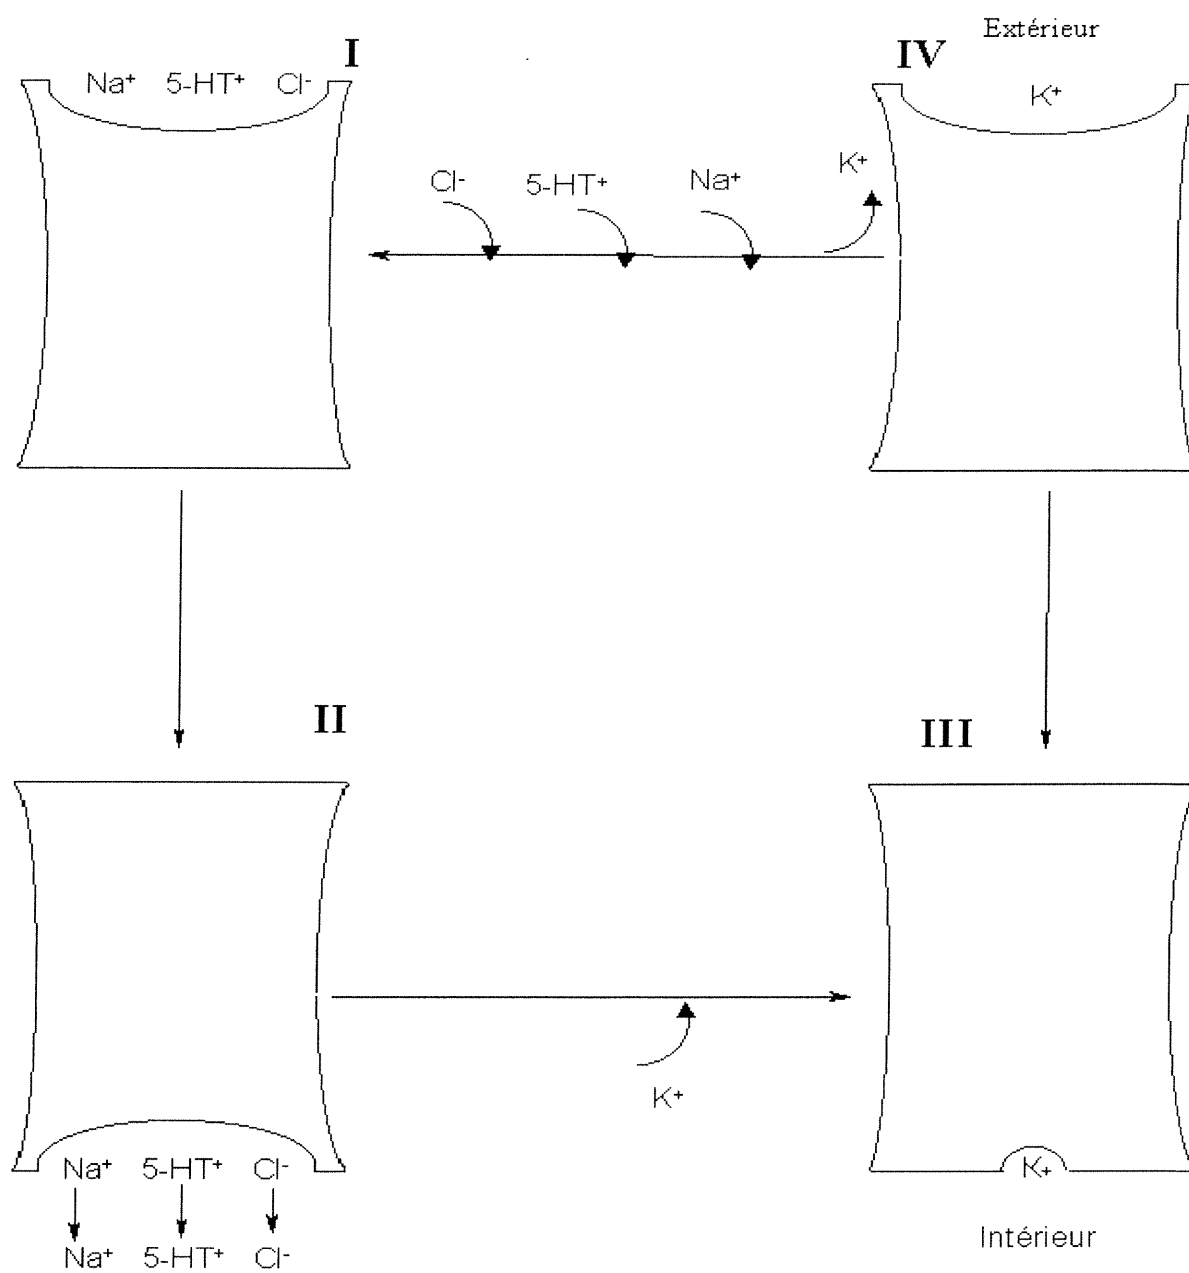 Extérieur
I
IV
Na⁺ 5-HT⁺ Cl⁻
K⁺
Cl⁻ 5-HT⁺ Na⁺ K⁺
II
III
K⁺
Na⁺ 5-HT⁺ Cl⁻
K+
Na⁺ 5-HT⁺ Cl⁻
Intérieur